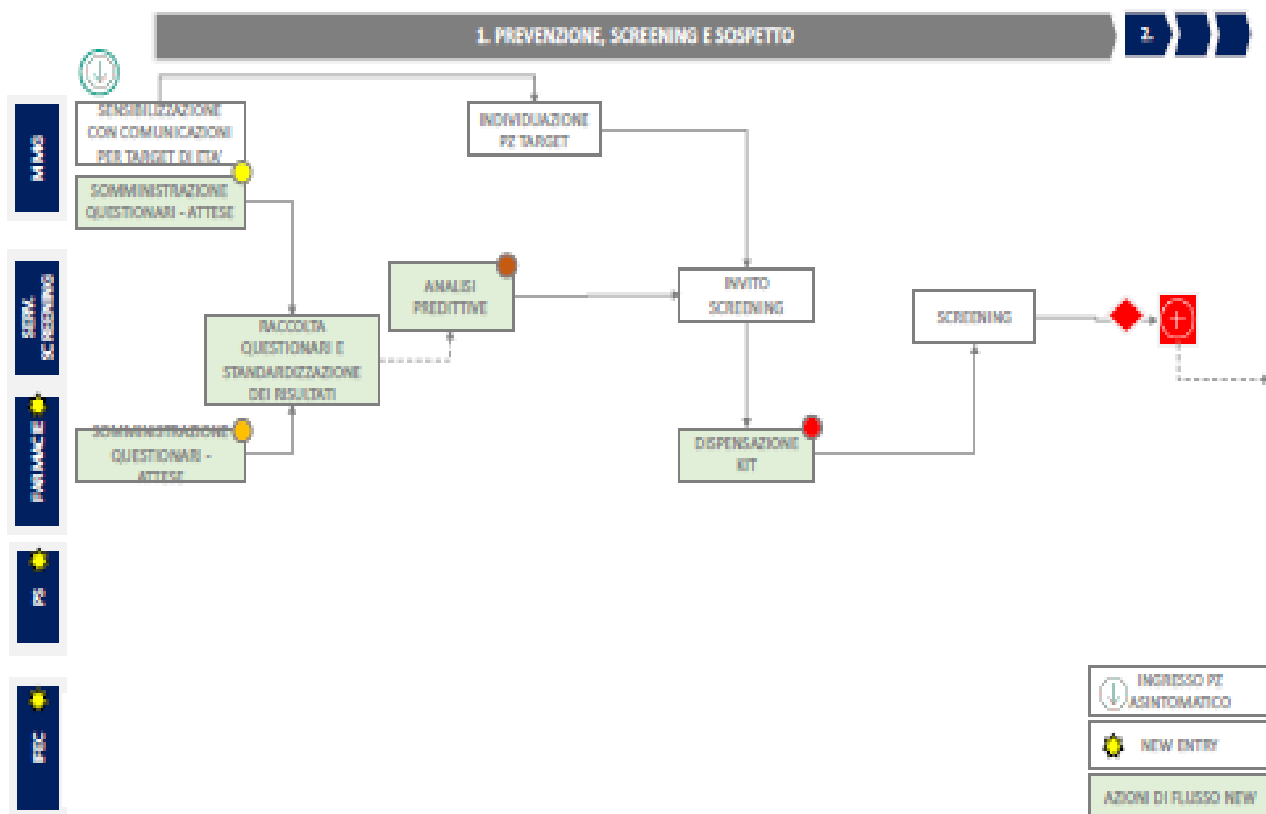 1. PREVENZIONE, SCREENING E SOSPETTO
2.
MMG
SENSIBILIZZAZIONE
CON COMUNICAZIONI
PER TARGET DI ETA'
INDIVIDUAZIONE
PZ TARGET
SOMMINISTRAZIONE
QUESTIONARI - ATTESE
SERV.
SCREENING
ANALISI
PREDITTIVE
INVITO
SCREENING
SCREENING
RACCOLTA
QUESTIONARI E
STANDARDIZZAZIONE
DEI RISULTATI
FARMACIE
SOMMINISTRAZIONE
QUESTIONARI -
ATTESE
DISPENSAZIONE
KIT
PS
INGRESSO PZ
ASINTOMATICO
NEW ENTRY
AZIONI DI FLUSSO NEW